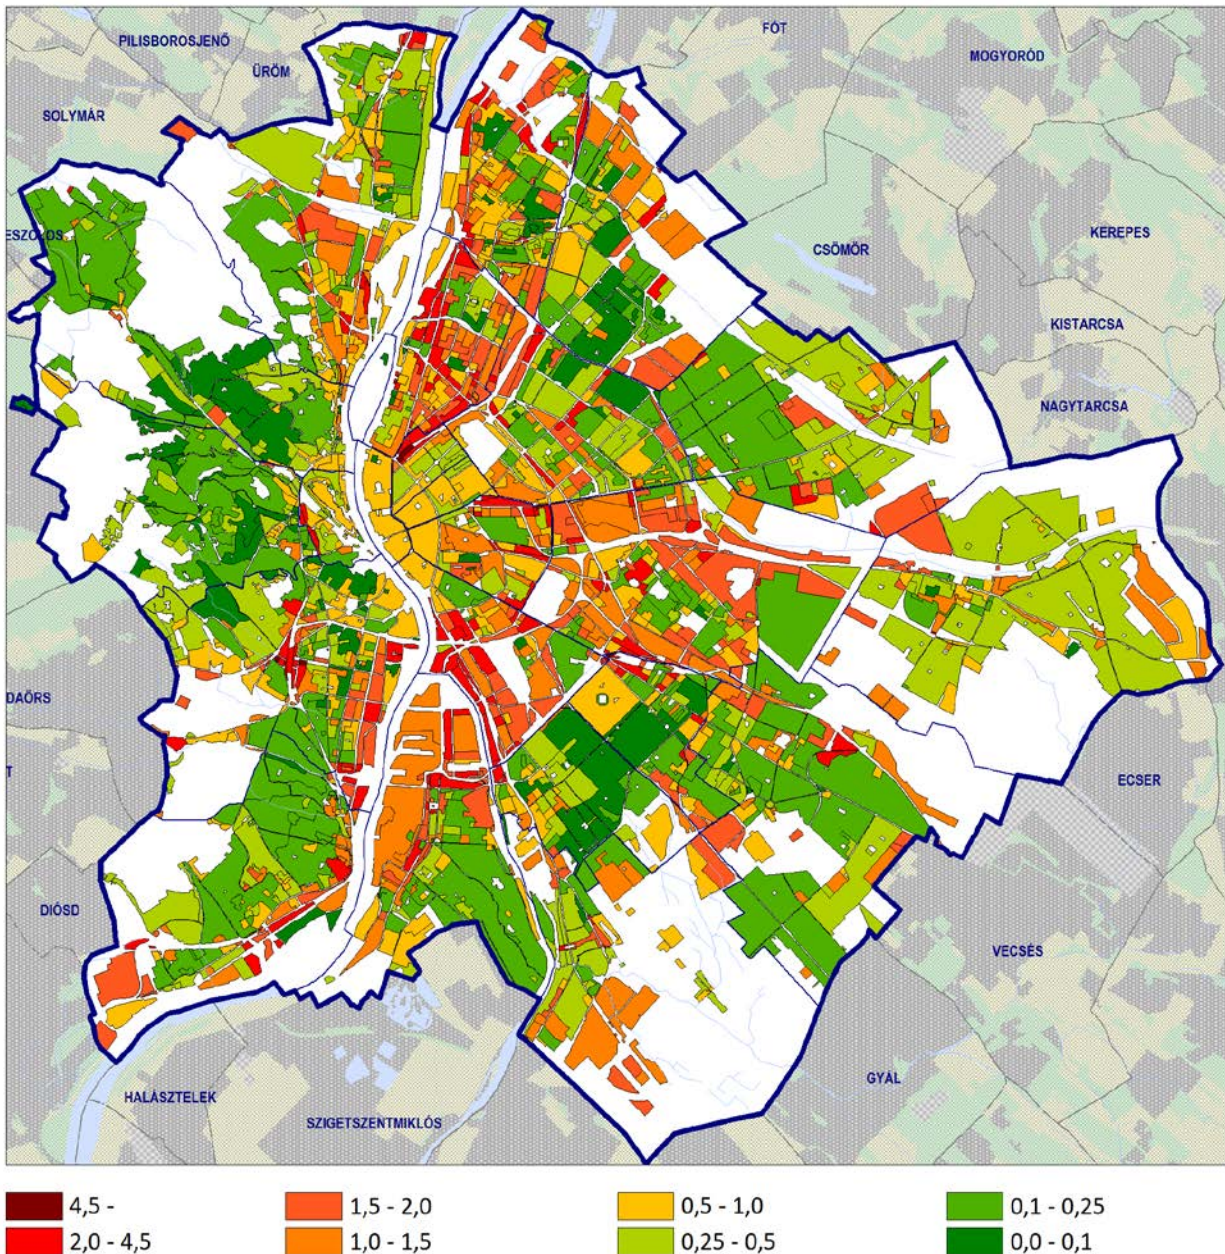 FÓT
PILISBOROSJENŐ
MOGYORÓD
ÜRÖM
SOLYMÁR
KEREPES
ESZŐLŐS
CSÖMÖR
KISTARCSA
NAGYTARCSA
DAÖRS
T
ECSER
DIÓSD
VECSÉS
GYÁL
HALÁSZTELEK
SZIGETSZENTMIKLÓS
4,5 -
1,5 - 2,0
0,5 - 1,0
0,1 - 0,25
2,0 - 4,5
1,0 - 1,5
0,25 - 0,5
0,0 - 0,1